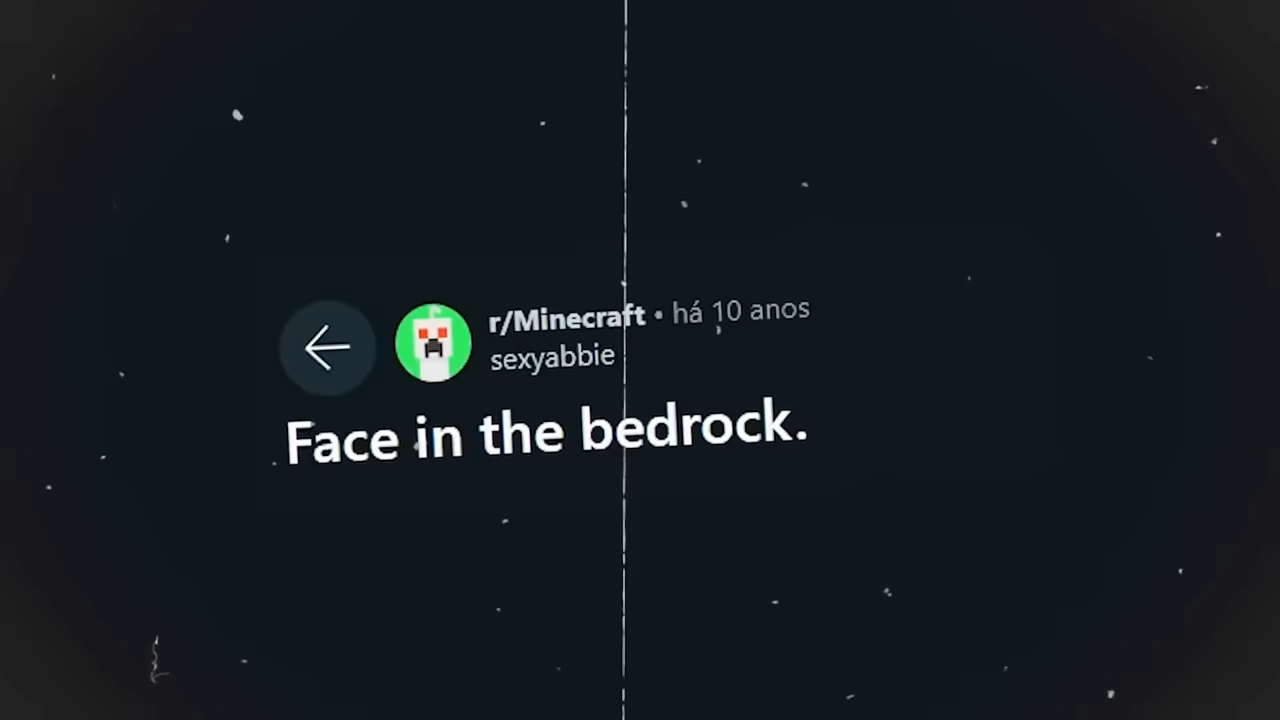 r/Minecraft • há 10 anos
sexyabbie
Face in the bedrock.